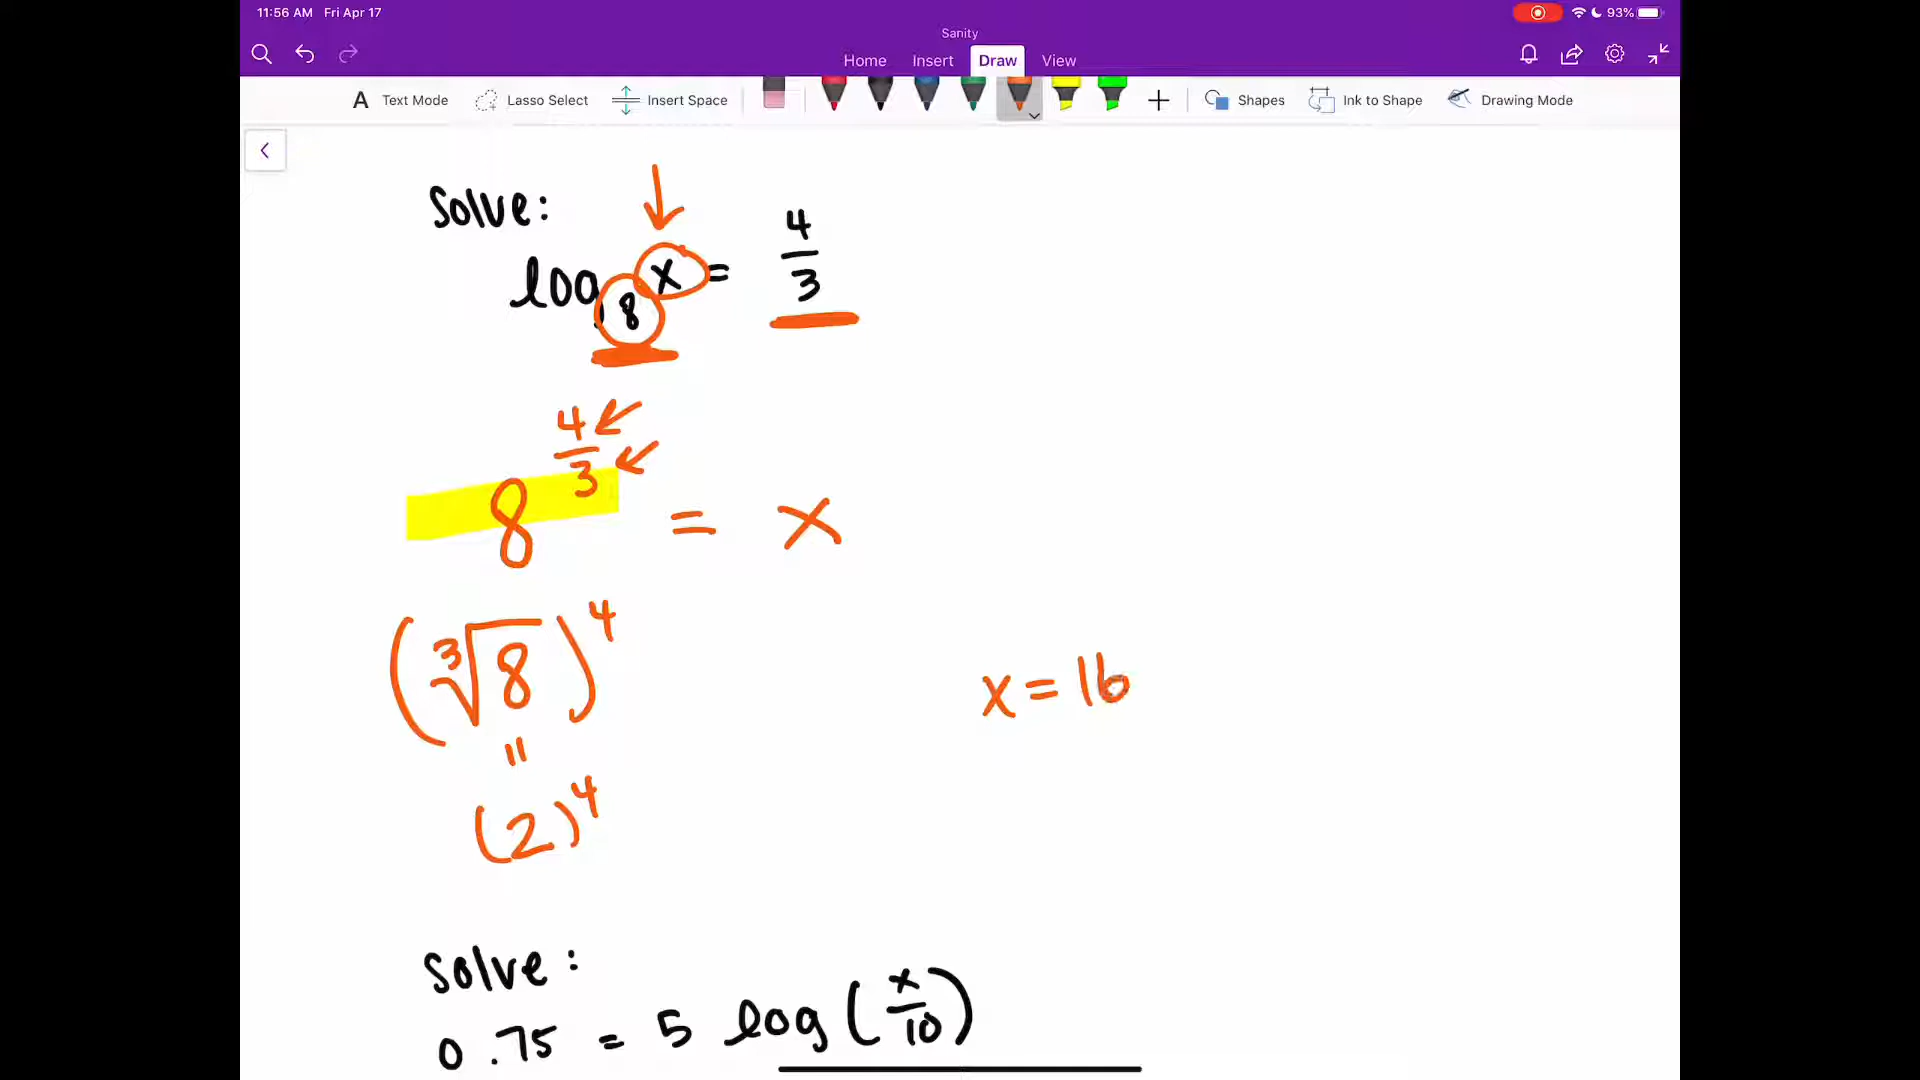 11:56 AM Fri Apr 17 93%
Sanity
Home Insert Draw View
A Text Mode Lasso Select Insert Space Shapes Ink to Shape Drawing Mode
Solve:
log₈ x = 4/3
8^(4/3) = x
(∛8)⁴
x = 16
=
(2)⁴
Solve:
0.75 = 5 log(x/10)